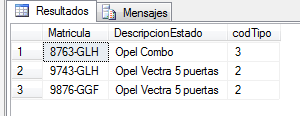 Resultados Mensajes
Matricula DescripcionEstado codTipo
1 8763-GLH Opel Combo 3
2 9743-GLH Opel Vectra 5 puertas 2
3 9876-GGF Opel Vectra 5 puertas 2